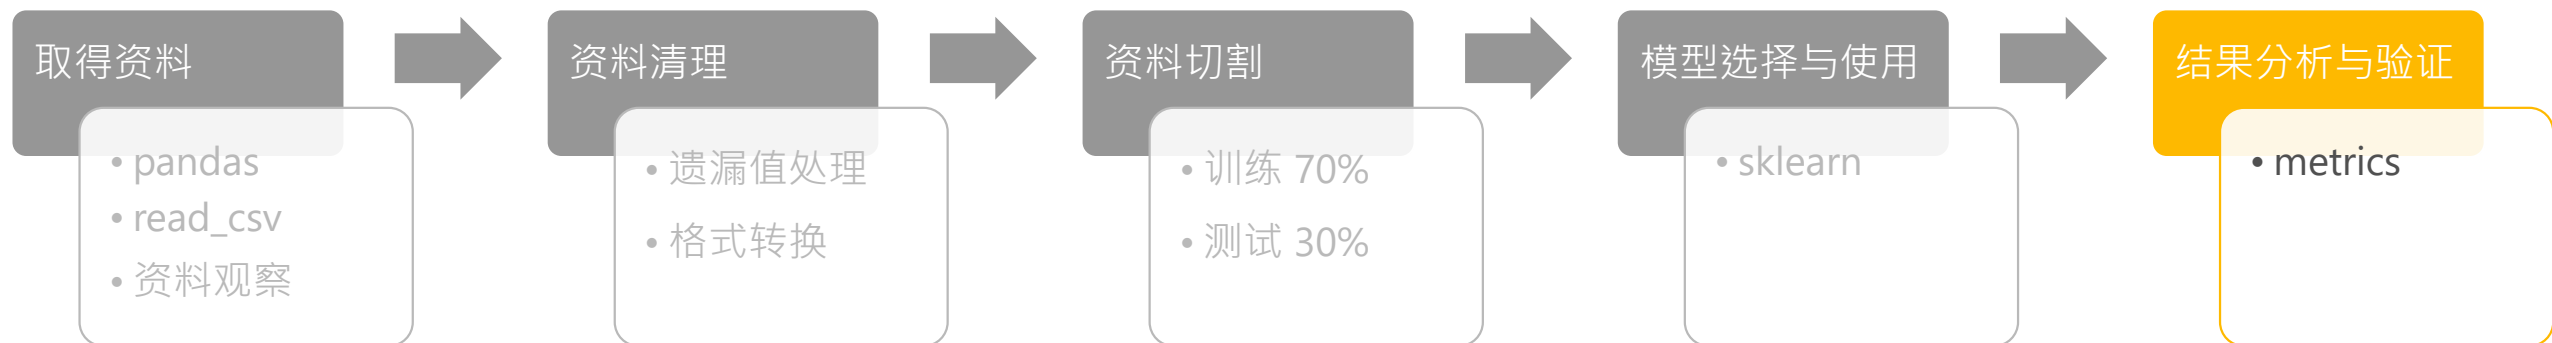 取得资料
• pandas
• read_csv
• 资料观察
资料清理
• 遗漏值处理
• 格式转换
资料切割
• 训练 70%
• 测试 30%
模型选择与使用
• sklearn
结果分析与验证
• metrics